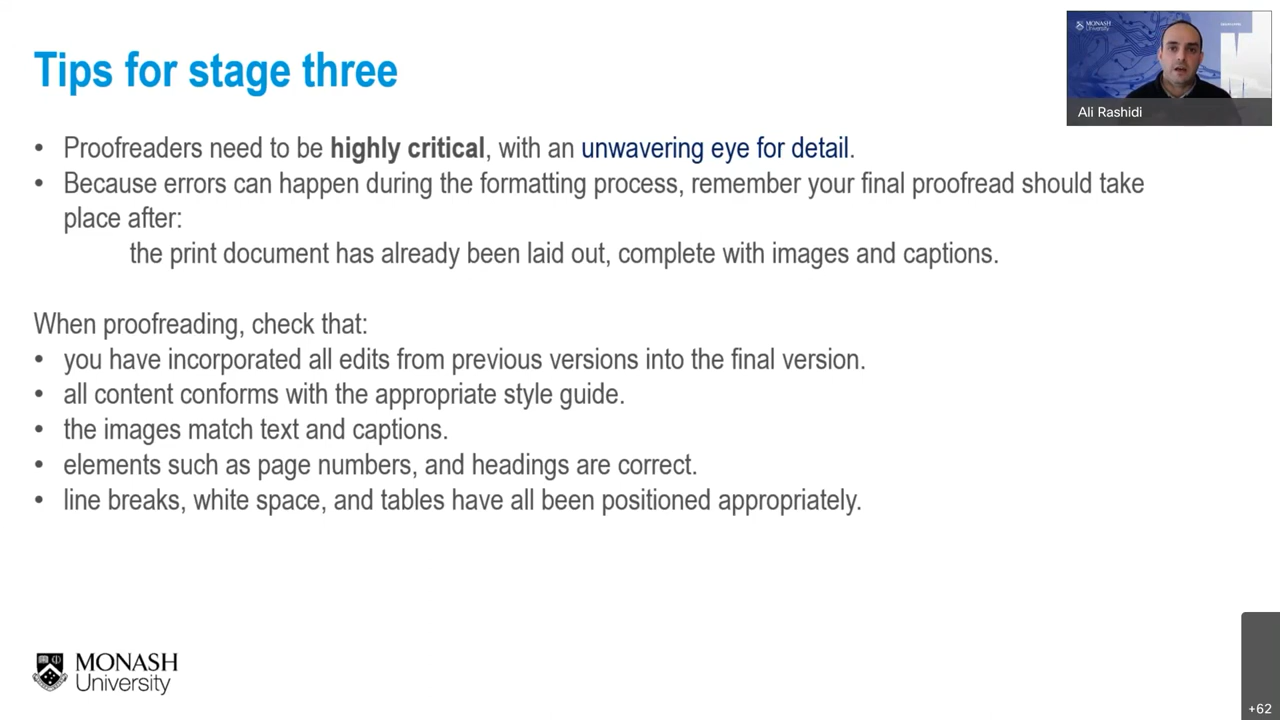 MONASH
University
Ali Rashidi
Tips for stage three
• Proofreaders need to be highly critical, with an unwavering eye for detail.
• Because errors can happen during the formatting process, remember your final proofread should take
place after:
the print document has already been laid out, complete with images and captions.
When proofreading, check that:
• you have incorporated all edits from previous versions into the final version.
• all content conforms with the appropriate style guide.
• the images match text and captions.
• elements such as page numbers, and headings are correct.
• line breaks, white space, and tables have all been positioned appropriately.
MONASH
University
+62